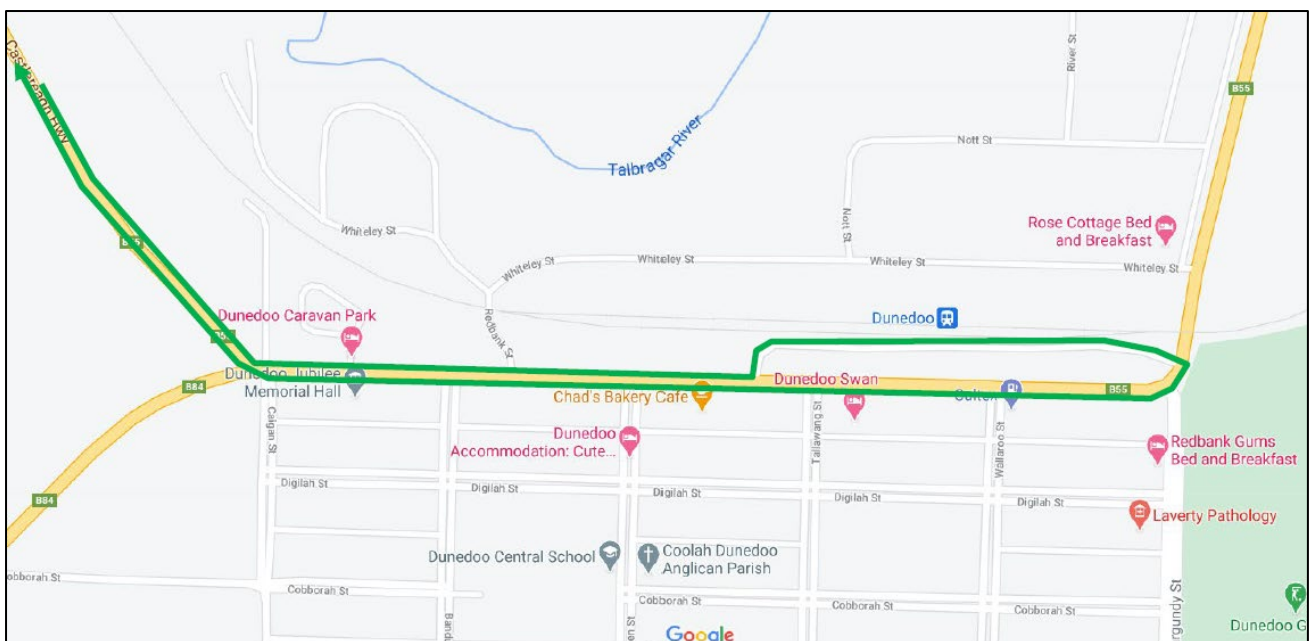 Castlereagh Hwy
River St
B55
Talbragar River
Nott St
Rose Cottage Bed
and Breakfast
Nott St
Whiteley St
B55
Whiteley St
Whiteley St
Whiteley St
Whiteley St
Dunedoo Caravan Park
Redbank St
Dunedoo
B55
Dunedoo Jubilee
Memorial Hall
B84
Dunedoo Swan
B55
Chad's Bakery Cafe
Caltex
Caigan St
Tallawang St
Wallaroo St
Dunedoo
Accommodation: Cute...
Redbank Gums
Bed and Breakfast
B84
Digilah St
Digilah St
Digilah St
Digilah St
Digilah St
Laverty Pathology
Dunedoo Central School
Coolah Dunedoo
Anglican Parish
Cobborah St
Cobborah St
Cobborah St
Cobborah St
Cobborah St
Google
Dunedoo G